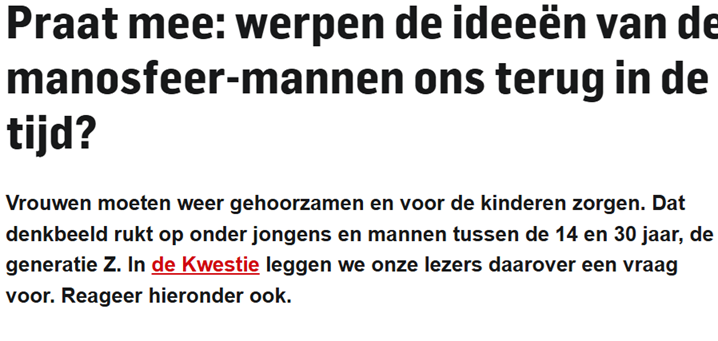 Praat mee: werpen de ideeën van de
manosfeer-mannen ons terug in de
tijd?
Vrouwen moeten weer gehoorzamen en voor de kinderen zorgen. Dat
denkbeeld rukt op onder jongens en mannen tussen de 14 en 30 jaar, de
generatie Z. In de Kwestie leggen we onze lezers daarover een vraag
voor. Reageer hieronder ook.